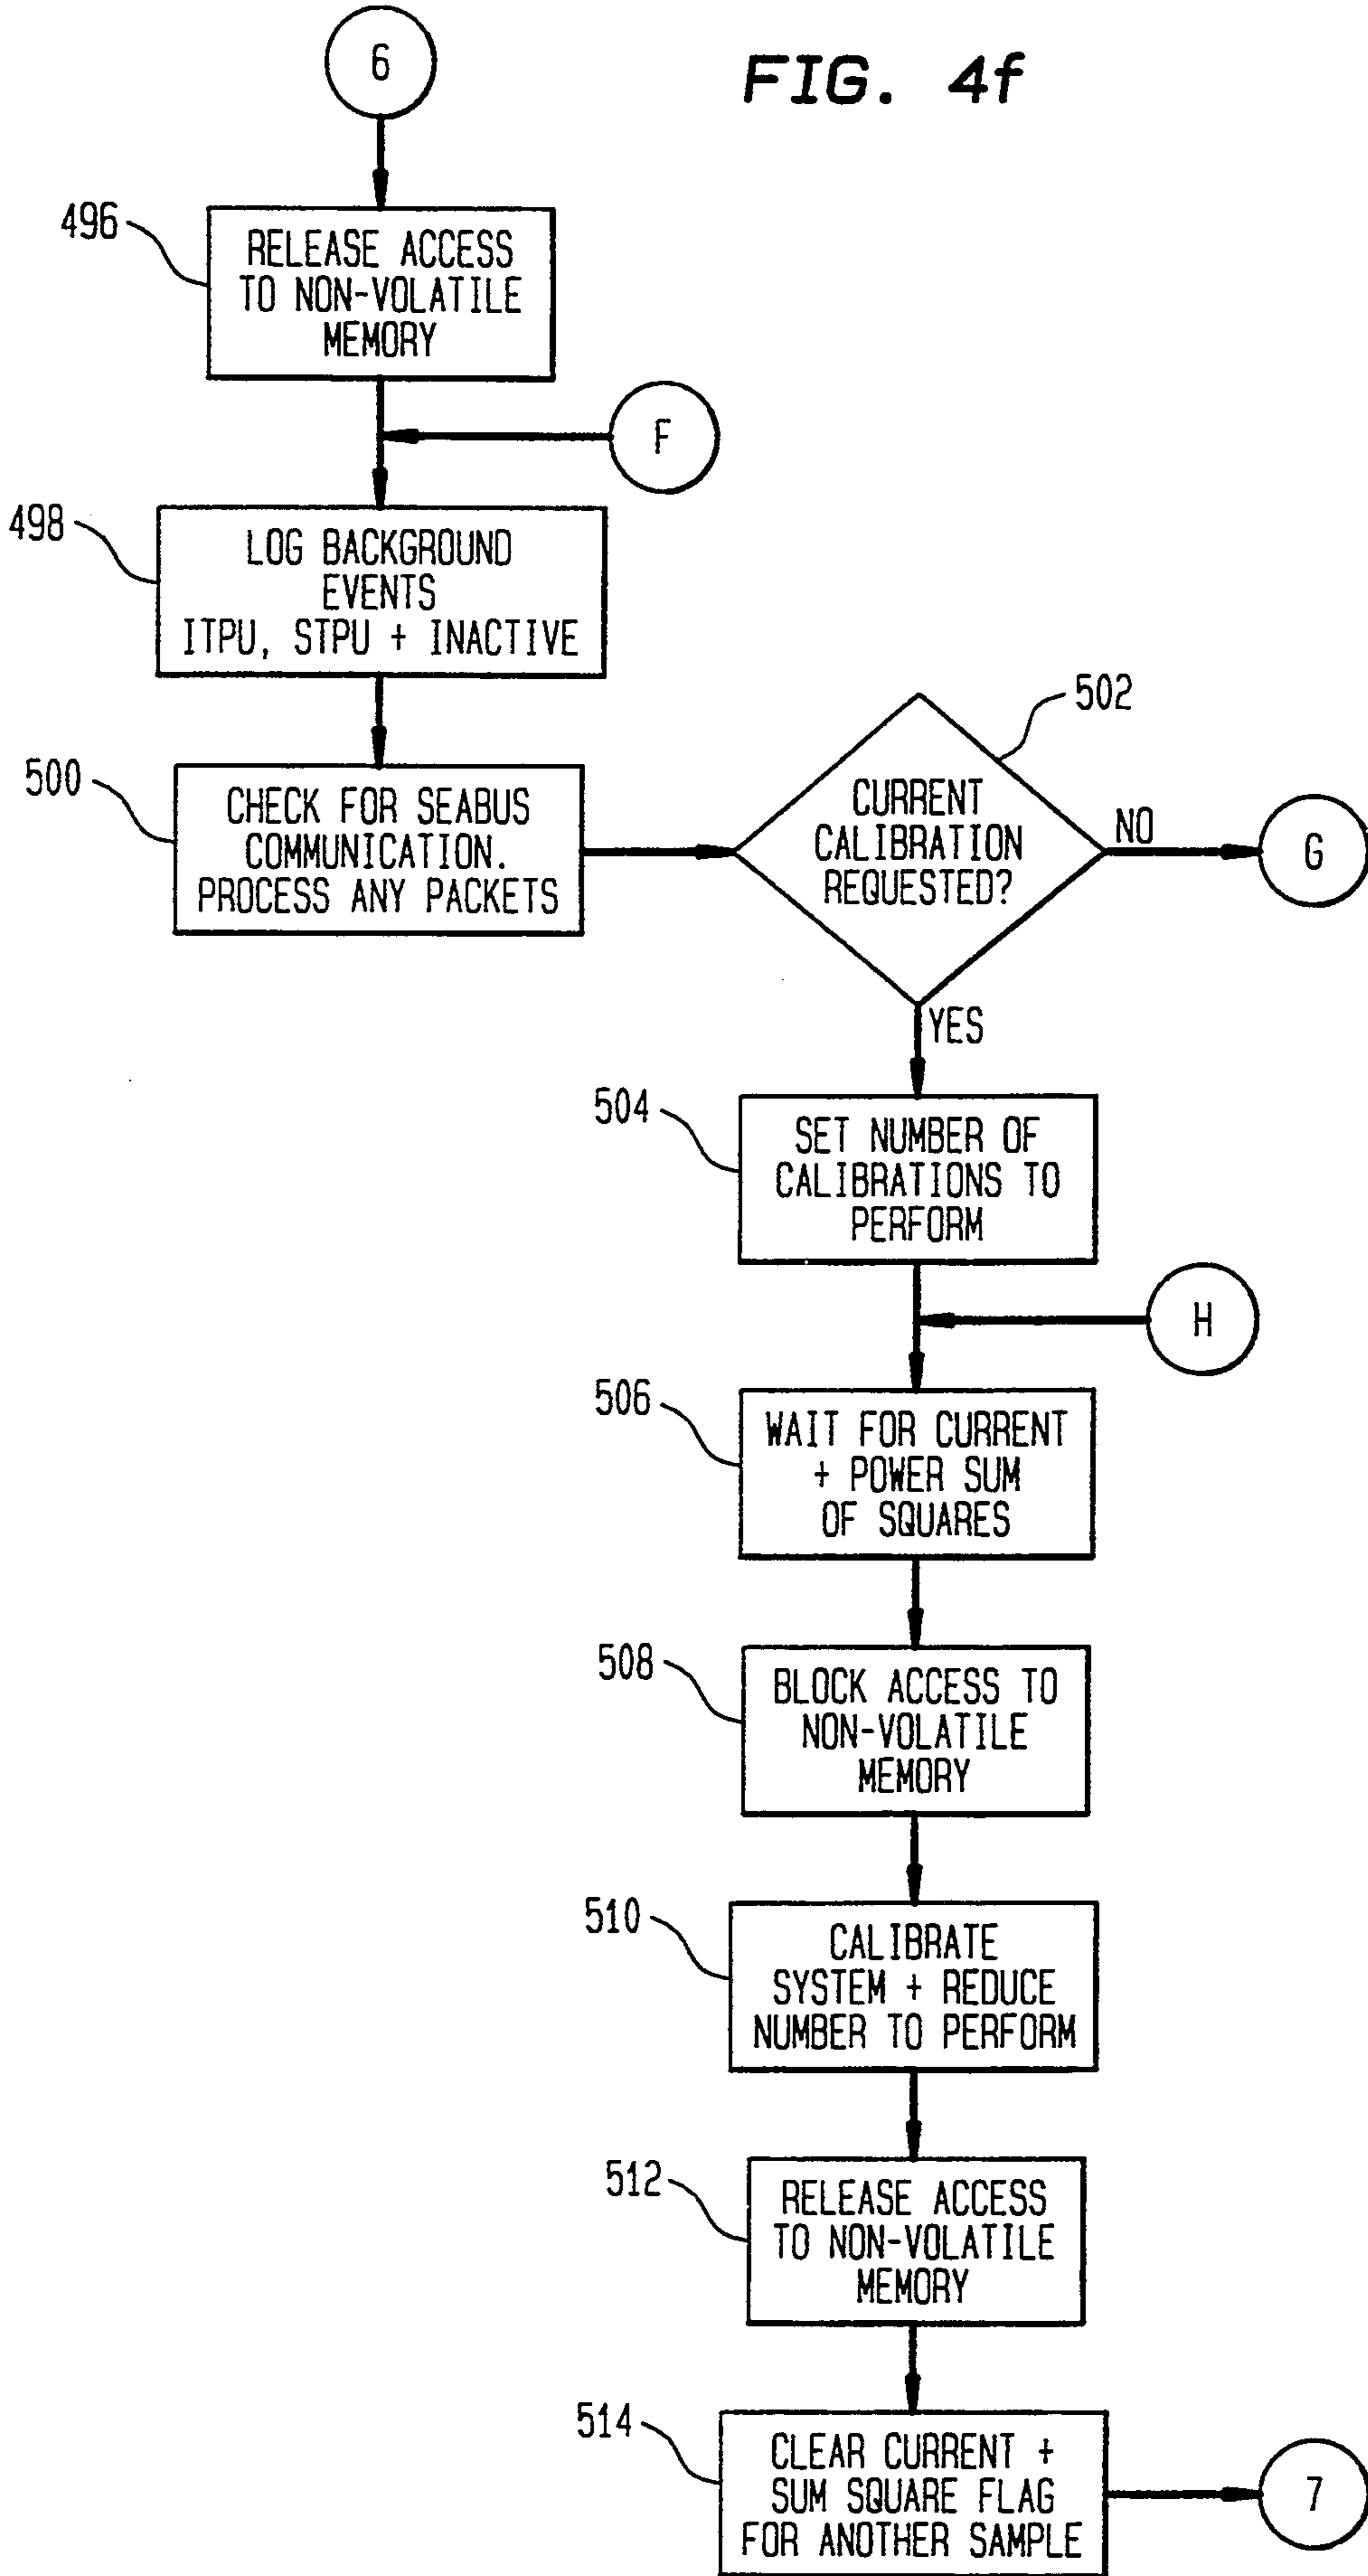 6
FIG. 4f
496
RELEASE ACCESS
TO NON-VOLATILE
MEMORY
F
498
LOG BACKGROUND
EVENTS
ITPU, STPU + INACTIVE
500
CHECK FOR SEABUS
COMMUNICATION.
PROCESS ANY PACKETS
502
CURRENT
CALIBRATION
REQUESTED?
NO
G
YES
504
SET NUMBER OF
CALIBRATIONS TO
PERFORM
H
506
WAIT FOR CURRENT
+ POWER SUM
OF SQUARES
508
BLOCK ACCESS TO
NON-VOLATILE
MEMORY
510
CALIBRATE
SYSTEM + REDUCE
NUMBER TO PERFORM
512
RELEASE ACCESS
TO NON-VOLATILE
MEMORY
514
CLEAR CURRENT +
SUM SQUARE FLAG
FOR ANOTHER SAMPLE
7